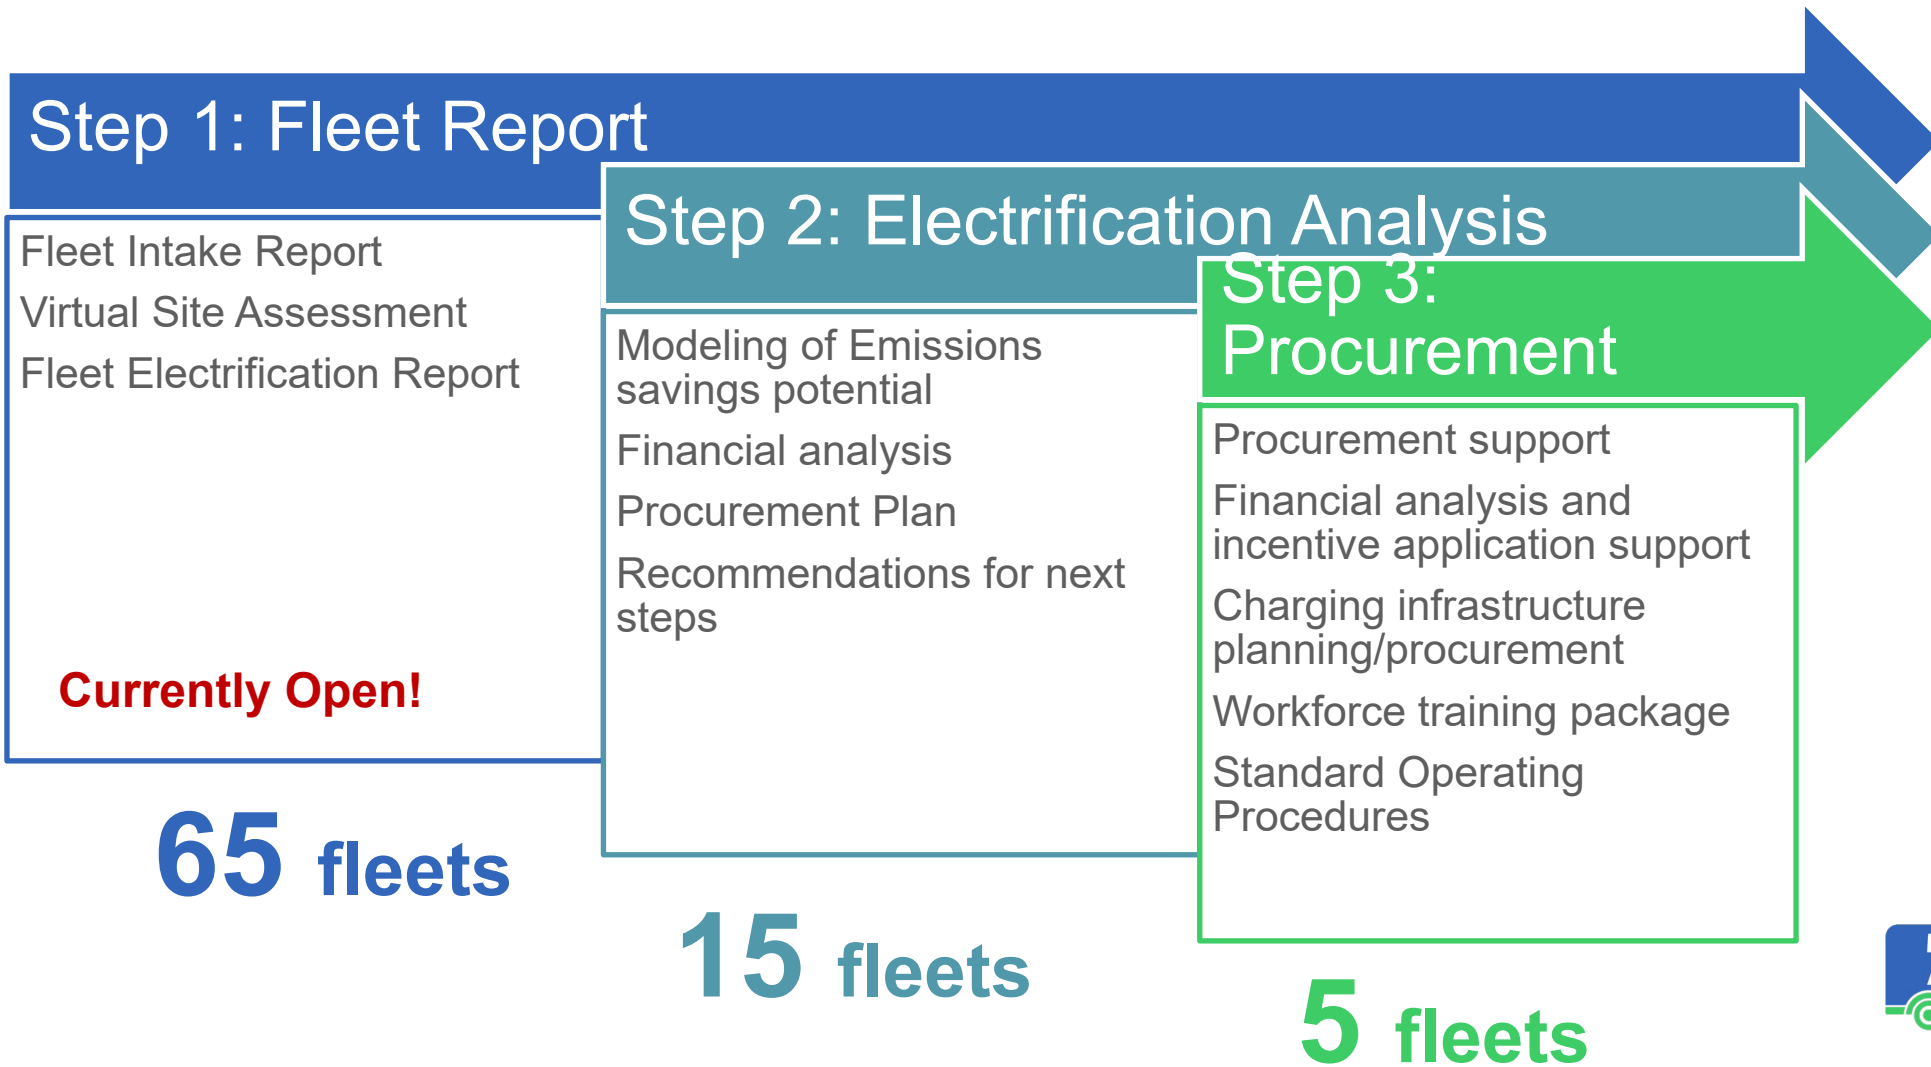 Step 1: Fleet Report
Fleet Intake Report
Virtual Site Assessment
Fleet Electrification Report
Currently Open!
65 fleets
Step 2: Electrification Analysis
Modeling of Emissions
savings potential
Financial analysis
Procurement Plan
Recommendations for next
steps
15 fleets
Step 3:
Procurement
Procurement support
Financial analysis and
incentive application support
Charging infrastructure
planning/procurement
Workforce training package
Standard Operating
Procedures
5 fleets